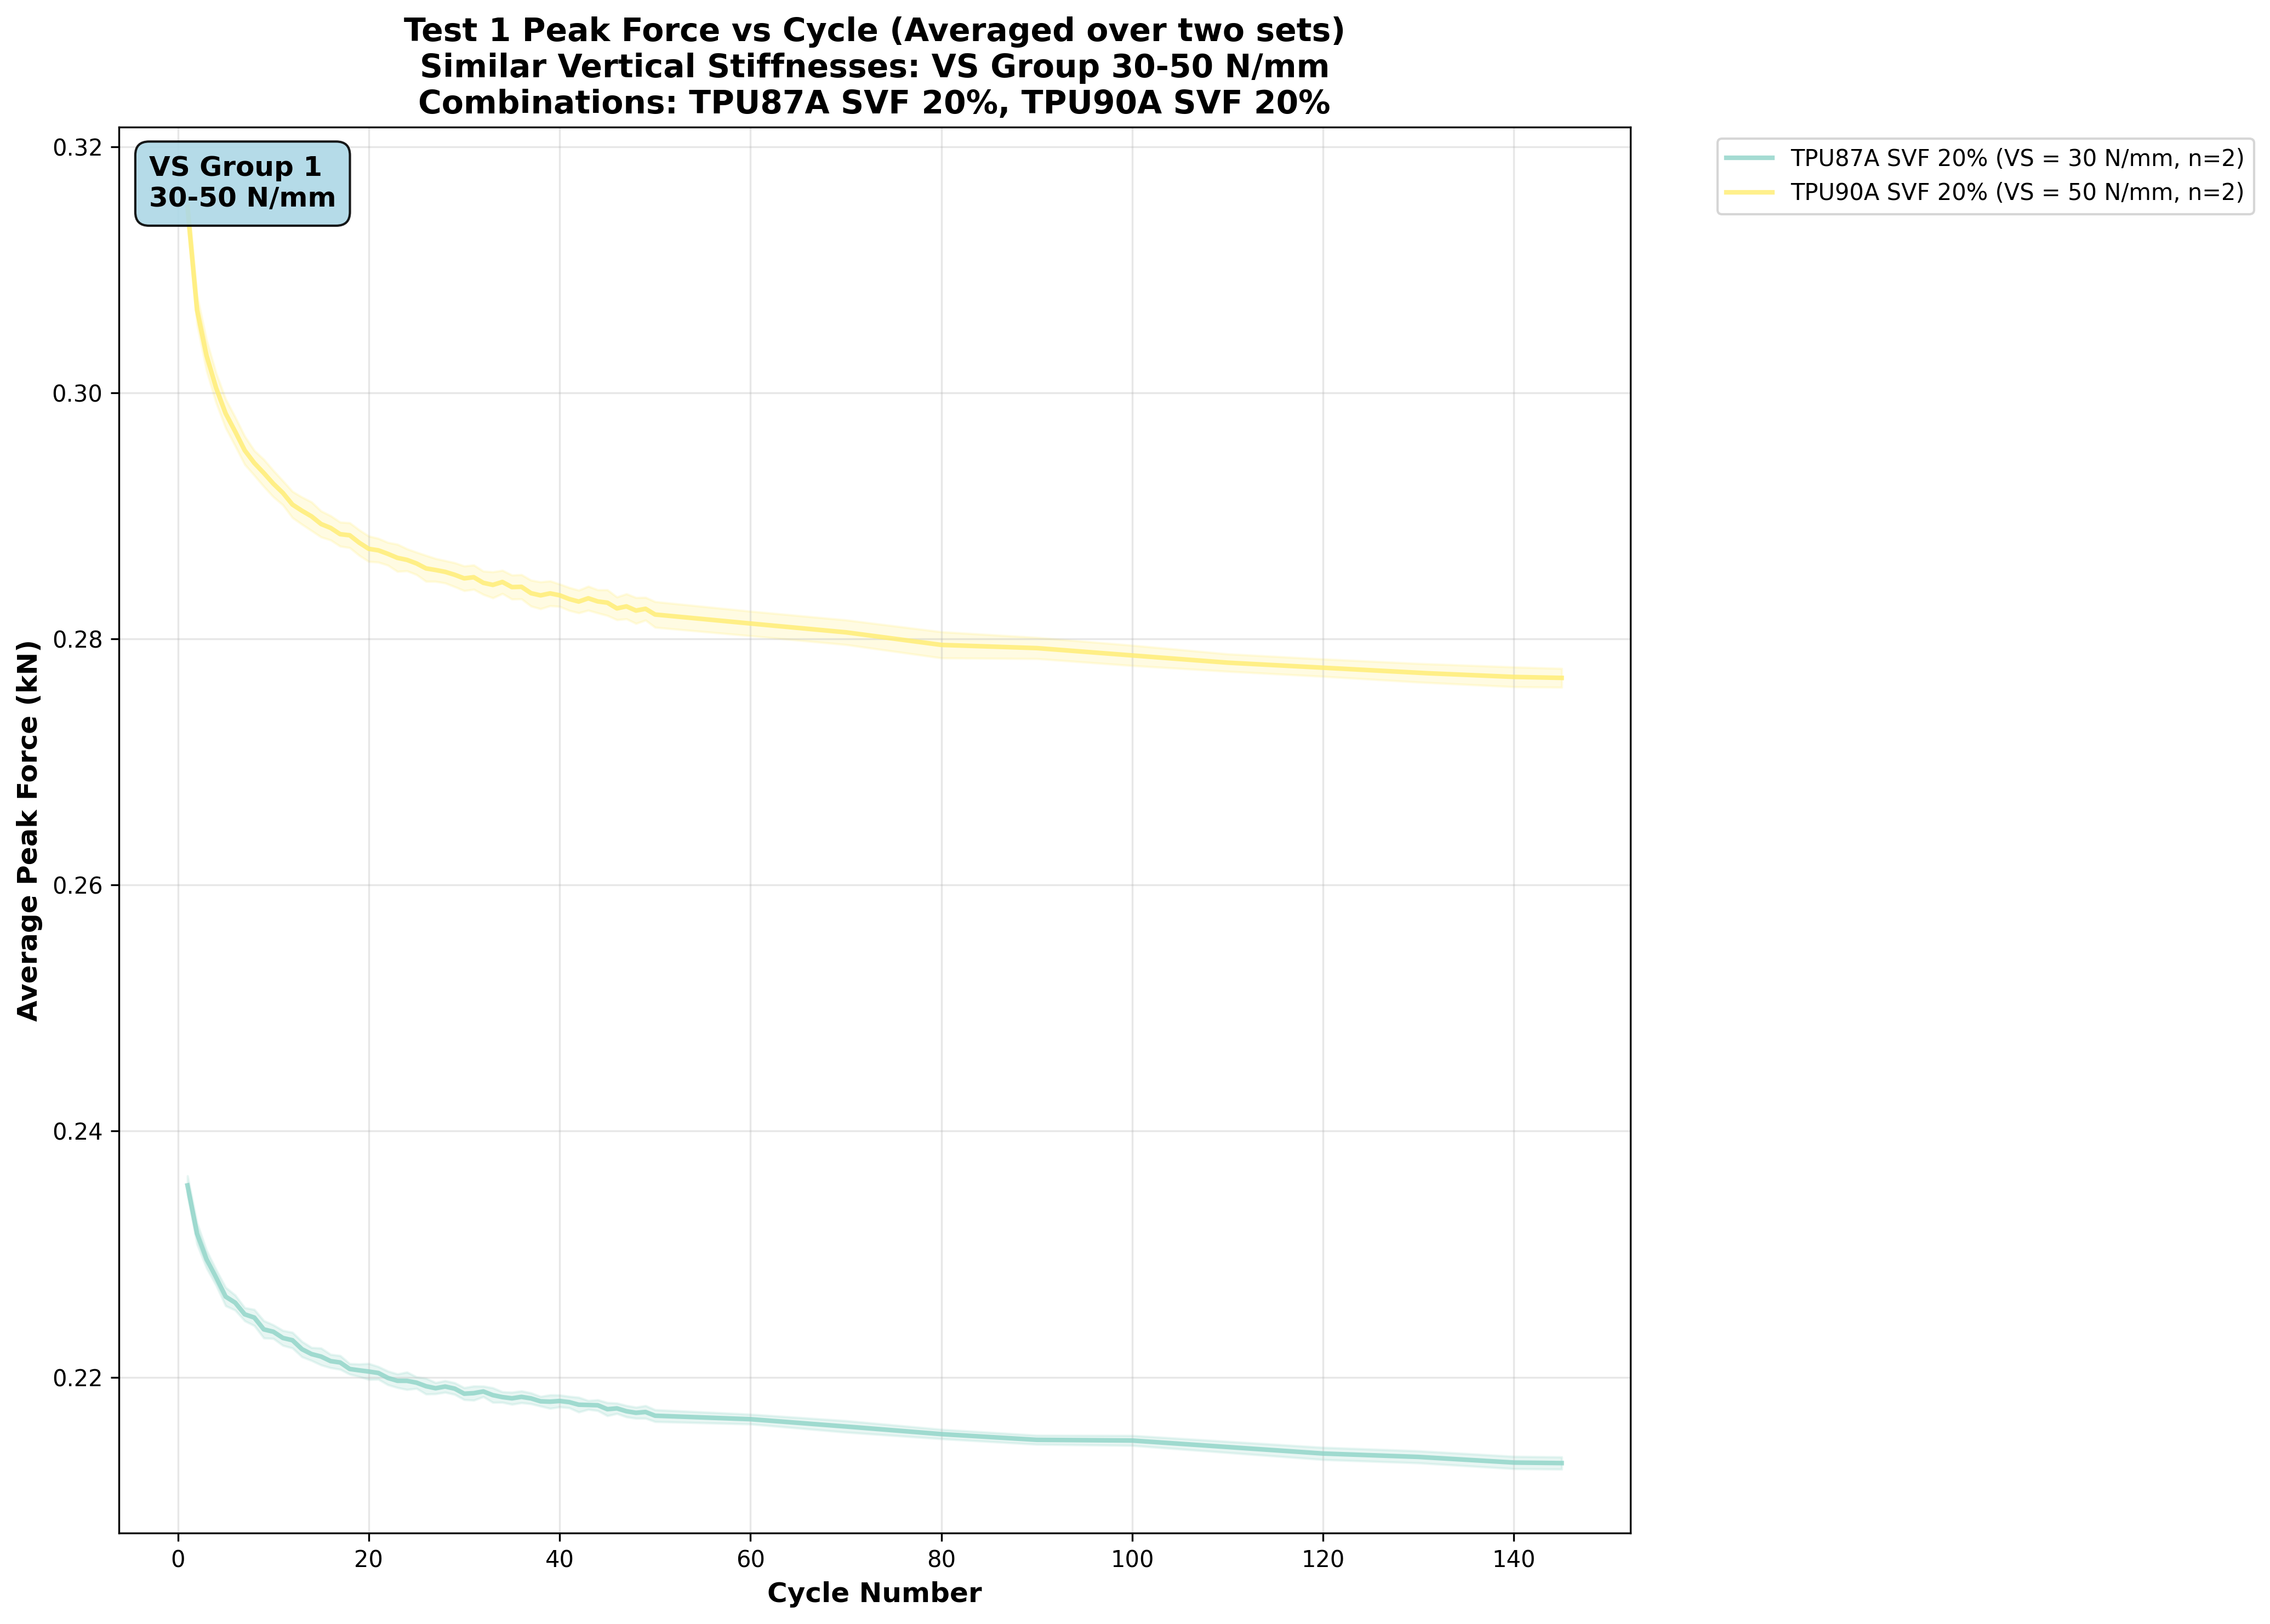 Test 1 Peak Force vs Cycle (Averaged over two sets)
Similar Vertical Stiffnesses: VS Group 30-50 N/mm
Combinations: TPU87A SVF 20%, TPU90A SVF 20%
VS Group 1
30-50 N/mm
TPU87A SVF 20% (VS = 30 N/mm, n=2)
TPU90A SVF 20% (VS = 50 N/mm, n=2)
Average Peak Force (kN)
0.32
0.30
0.28
0.26
0.24
0.22
0 20 40 60 80 100 120 140
Cycle Number